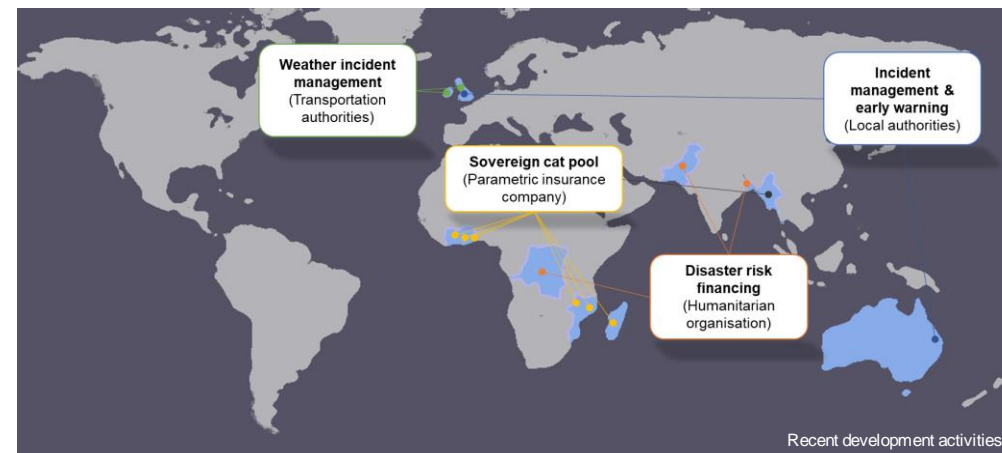 Weather incident
management
(Transportation
authorities)
Incident
management &
early warning
(Local authorities)
Sovereign cat pool
(Parametric insurance
company)
Disaster risk
financing
(Humanitarian
organisation)
Recent development activities